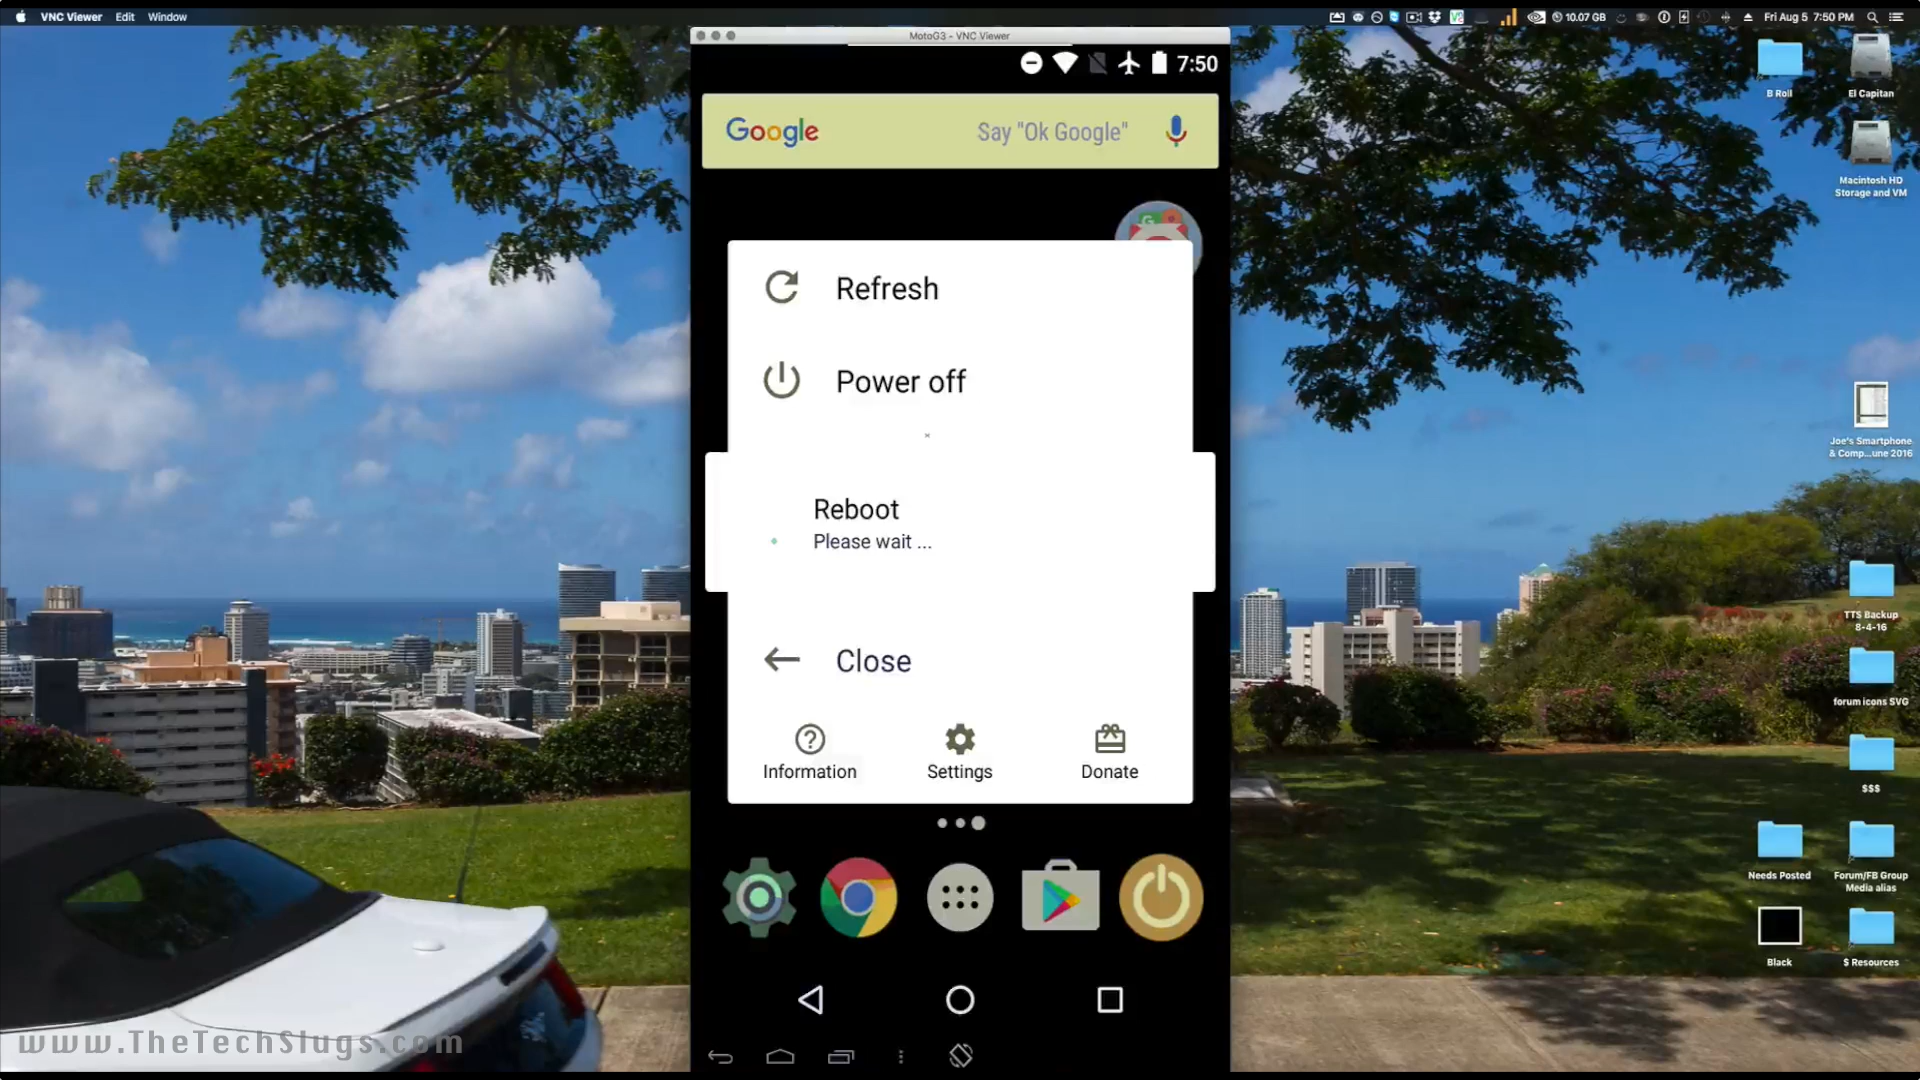 VNC Viewer Edit Window
10.07 GB
Fri Aug 5 7:50 PM
MotoG3 - VNC Viewer
7:50
Google
Say "Ok Google"
Refresh
Power off
Reboot
Please wait ...
Close
Information
Settings
Donate
B Roll
El Capitan
Macintosh HD
Storage and VM
Joe's Smartphone
& Comp...une 2016
TTS Backup
8-4-16
forum icons SVG
$$$
Needs Posted
Forum/FB Group
Media alias
Black
$ Resources
www.TheTechSlugs.com